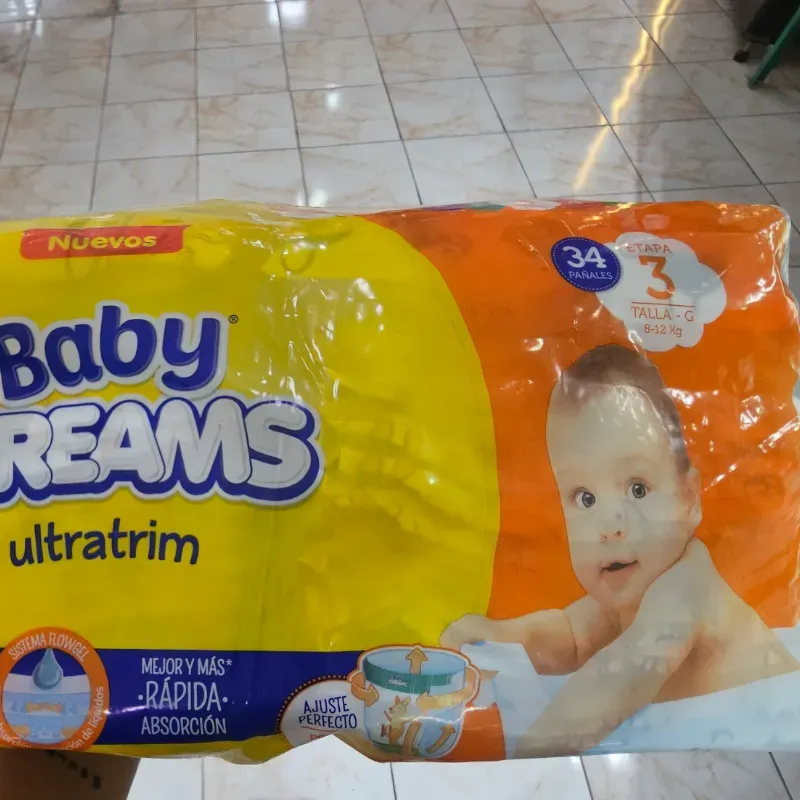 Nuevos
Baby®
REAMS
ultratrim
34
PAÑALES
ETAPA
3
TALLA - G
8-12 Kg
SISTEMA FLOWGEL
MEJOR Y MÁS*
·RÁPIDA·
ABSORCIÓN
AJUSTE
PERFECTO